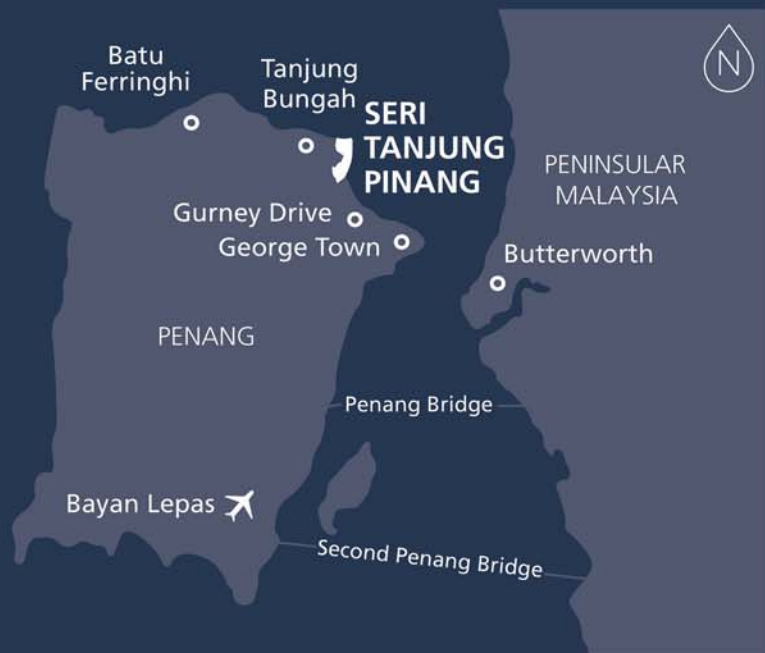 Batu
Ferringhi
Tanjung
Bungah
SERI
TANJUNG
PINANG
N
PENINSULAR
MALAYSIA
Gurney Drive
George Town
Butterworth
PENANG
Penang Bridge
Bayan Lepas
Second Penang Bridge